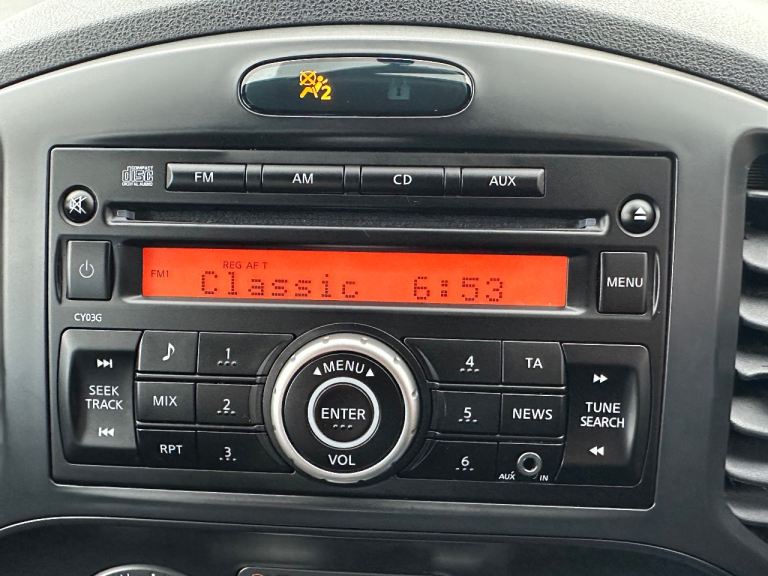 2
COMPACT
disc
DIGITAL AUDIO
FM AM CD AUX
REG AF T
FM1 Classic 6:53
MENU
CY03G
SEEK
TRACK
MIX
RPT
1
2
3
MENU
ENTER
VOL
4
5
6
TA
NEWS
AUX IN
TUNE
SEARCH